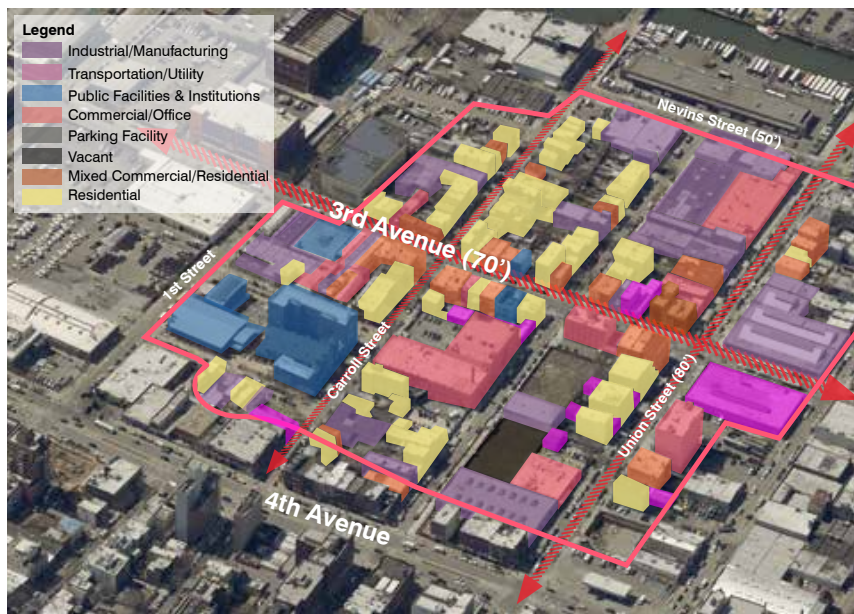 Legend
Industrial/Manufacturing
Transportation/Utility
Public Facilities & Institutions
Commercial/Office
Parking Facility
Vacant
Mixed Commercial/Residential
Residential
Nevins Street (50’)
3rd Avenue (70’)
1st Street
Carroll Street
Union Street (80’)
4th Avenue